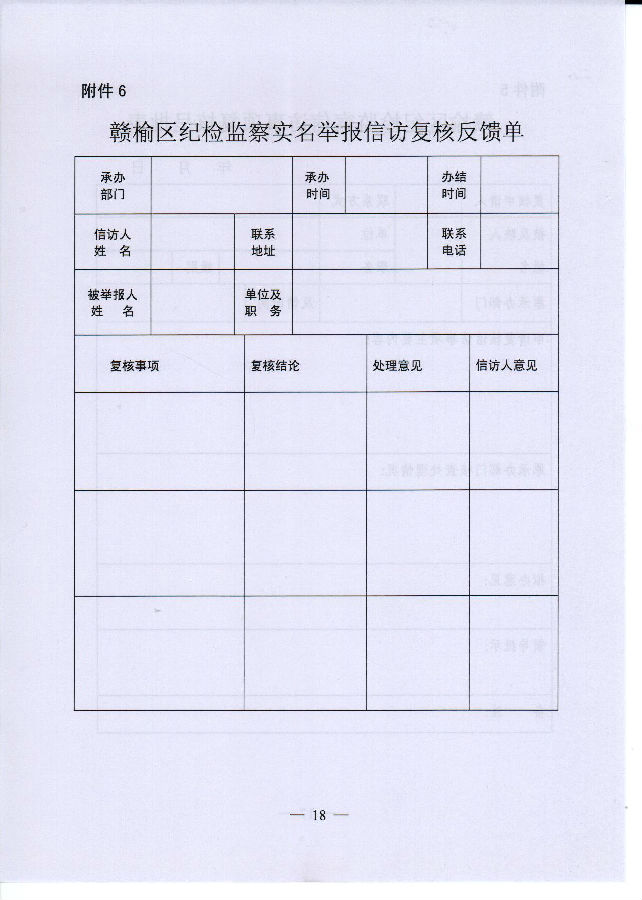 附件 6
赣榆区纪检监察实名举报信访复核反馈单
承办
部门
承办
时间
办结
时间
信访人
姓 名
联系
地址
联系
电话
被举报人
姓 名
单位及
职 务
复核事项
复核结论
处理意见
信访人意见
— 18 —